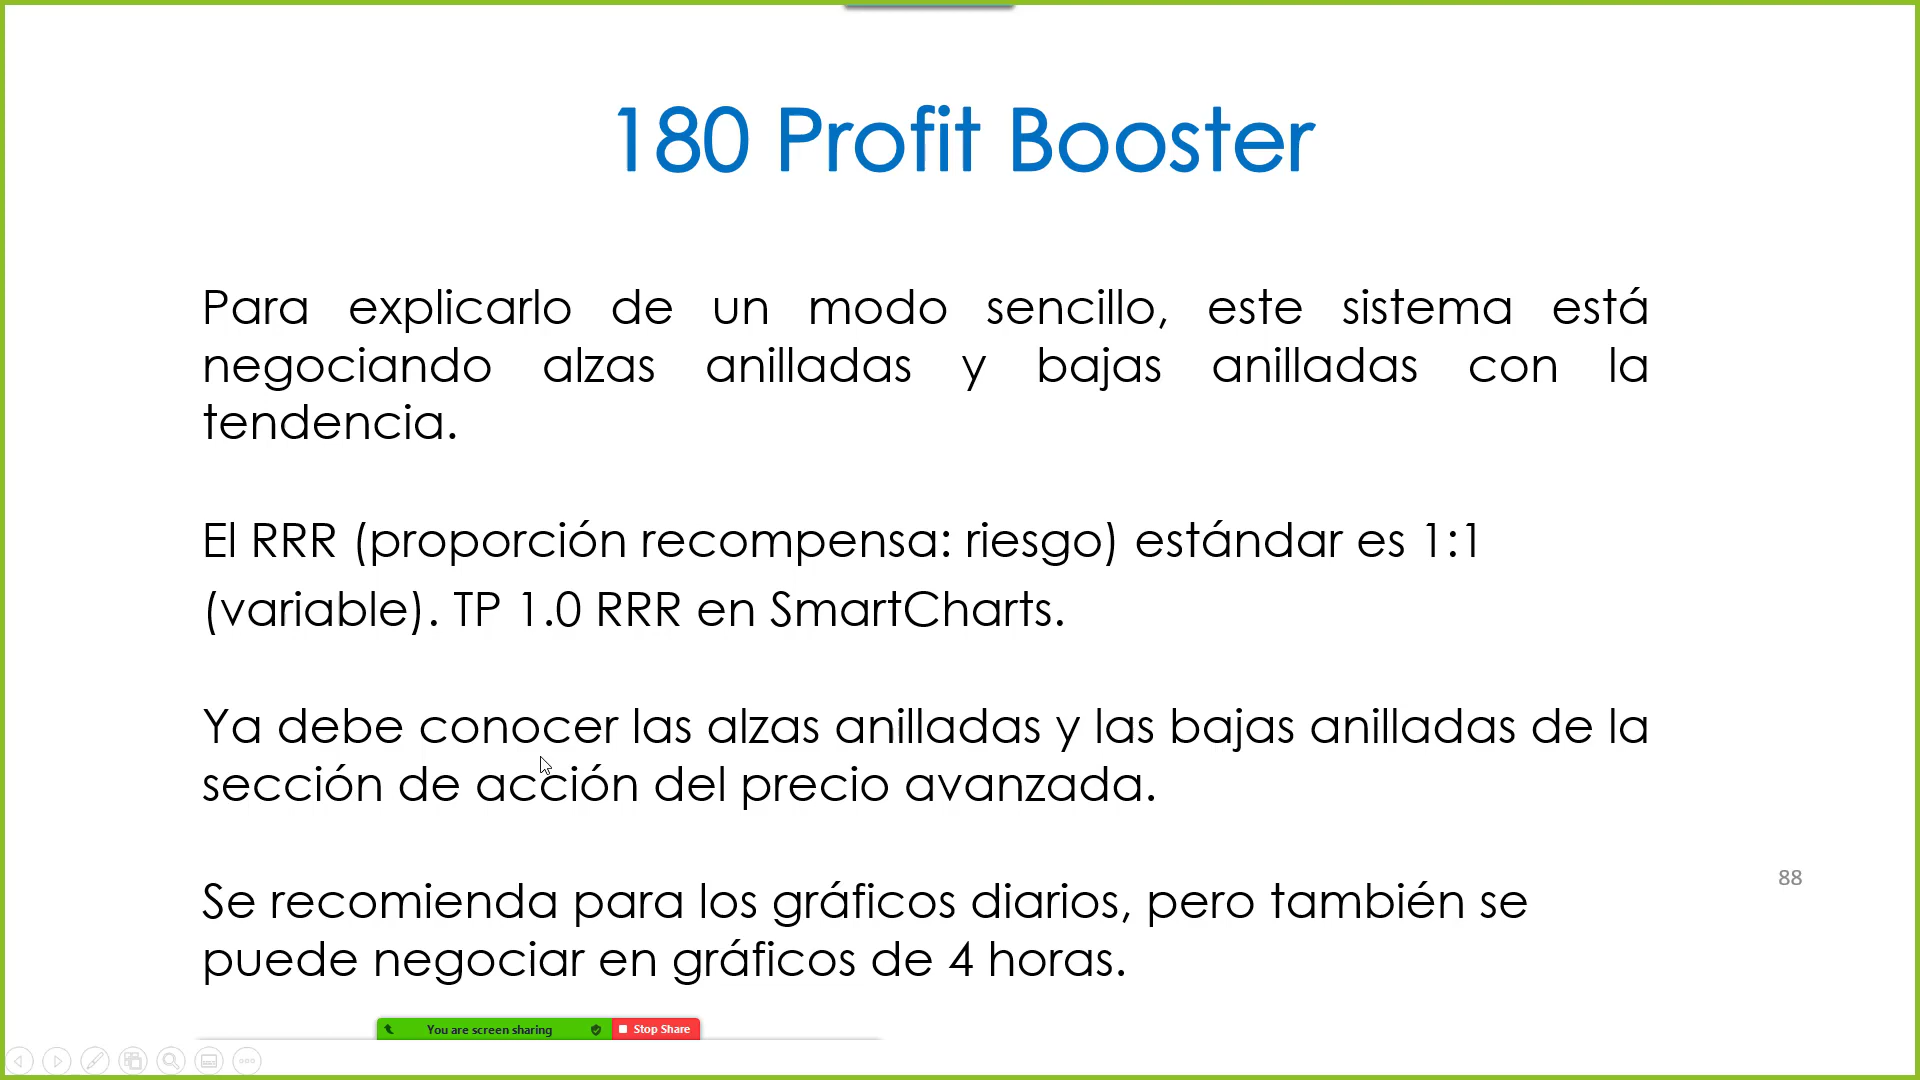 180 Profit Booster
Para explicarlo de un modo sencillo, este sistema está
negociando alzas anilladas y bajas anilladas con la
tendencia.
El RRR (proporción recompensa: riesgo) estándar es 1:1
(variable). TP 1.0 RRR en SmartCharts.
Ya debe conocer las alzas anilladas y las bajas anilladas de la
sección de acción del precio avanzada.
88
Se recomienda para los gráficos diarios, pero también se
puede negociar en gráficos de 4 horas.
You are screen sharing Stop Share